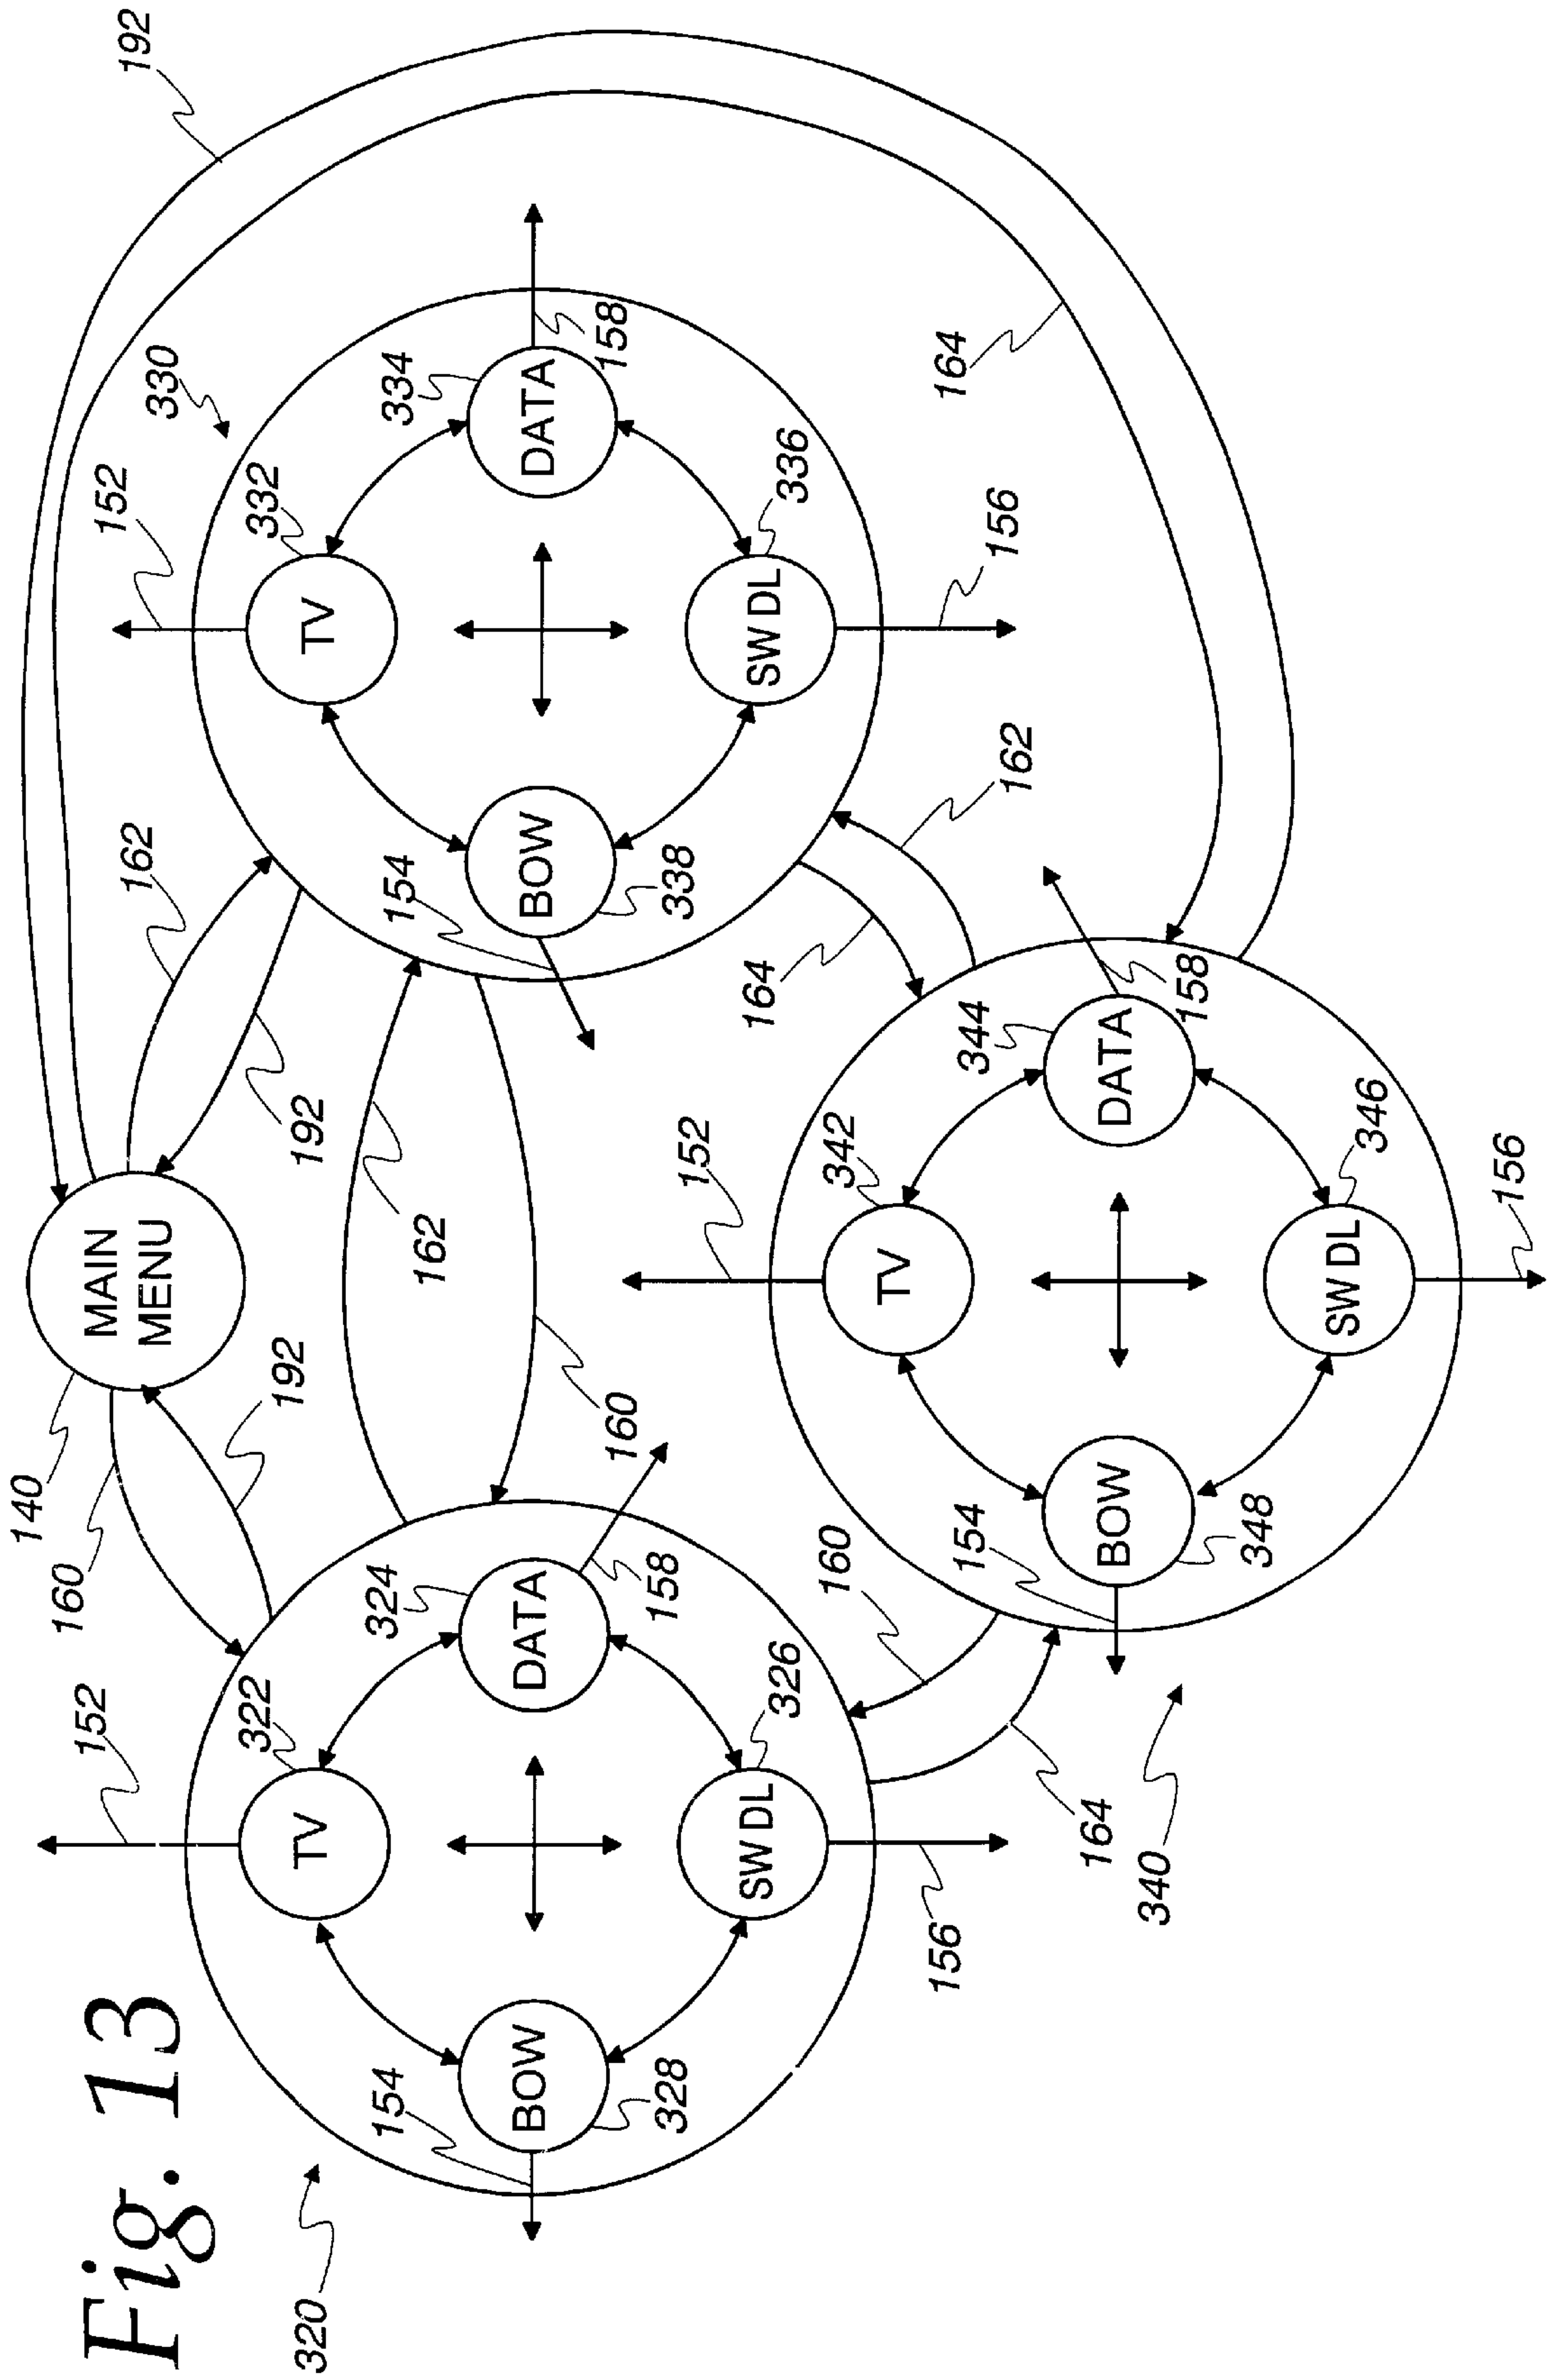 Fig. 13
140
MAIN
MENU
192
160
152
162
152
330
192
192
320
322
332
TV
TV
154
324
162
154
334
BOW
DATA
BOW
DATA
328
158
160
338
158
326
152
SW DL
164
SW DL
336
160
342
TV
156
154
344
162
156
164
340
164
BOW
DATA
348
158
346
SW DL
156